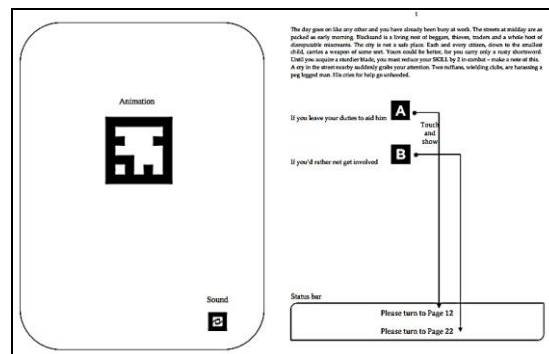 1
The day goes on like any other and you have already been busy at work. The streets at midday are as
packed as early morning. Blacksand is a living nest of beggars, thieves, traders and a whole host of
disreputable miscreants. The city is not a safe place. Each and every citizen, down to the smallest
child, carries a weapon of some sort. Yours could be better, for you carry only a rusty shortsword.
Until you acquire a sturdier blade, you must reduce your SKILL by 2 in combat – make a note of this.
A cry in the street nearby suddenly grabs your attention. Two ruffians, wielding clubs, are harassing a
peg legged man. His cries for help go unheeded.
Animation
If you leave your duties to aid him
A
Touch
and
show
If you'd rather not get involved
B
Sound
Status bar
Please turn to Page 12
Please turn to Page 22